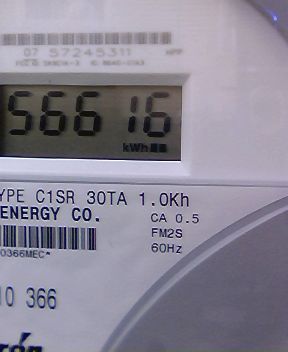 07 57245311
56616
kWh
YPE C1SR 30TA 1.0Kh
ENERGY CO.
CA 0.5
FM2S
60Hz
0366MEC*
10 366